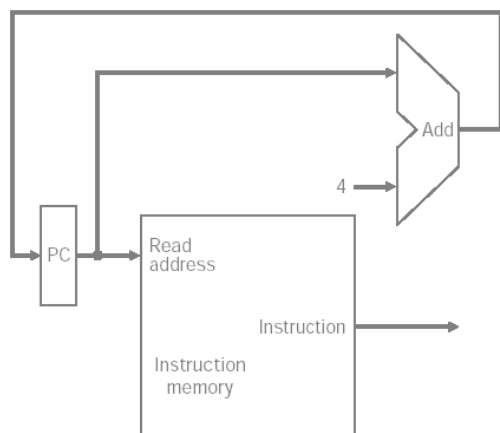 Add
4
PC
Read
address
Instruction
Instruction
memory